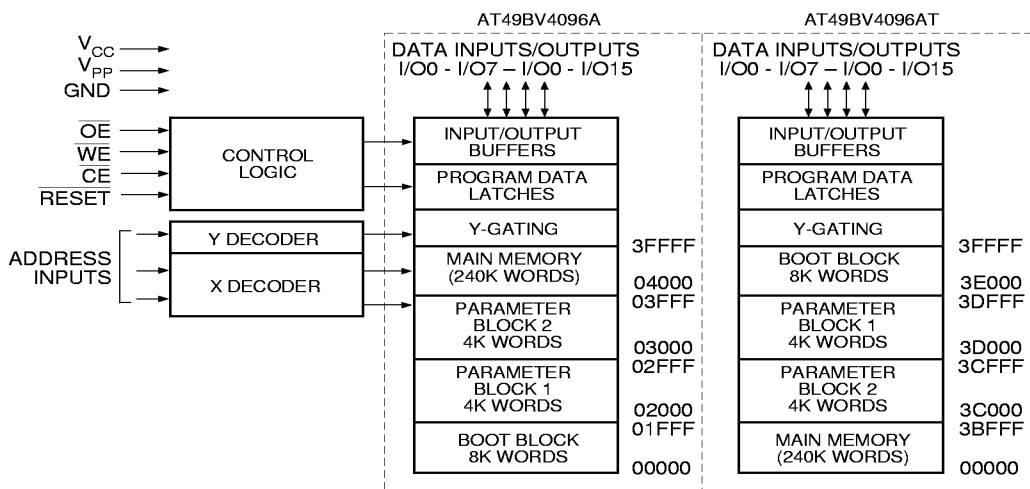 AT49BV4096A
AT49BV4096AT
V_CC
V_PP
GND
OE
WE
CE
RESET
ADDRESS
INPUTS
CONTROL
LOGIC
Y DECODER
X DECODER
DATA INPUTS/OUTPUTS
I/O0 - I/O7 – I/O0 - I/O15
INPUT/OUTPUT
BUFFERS
PROGRAM DATA
LATCHES
Y-GATING
3FFFF
MAIN MEMORY
(240K WORDS)
04000
03FFF
PARAMETER
BLOCK 2
4K WORDS
03000
02FFF
PARAMETER
BLOCK 1
4K WORDS
02000
01FFF
BOOT BLOCK
8K WORDS
00000
DATA INPUTS/OUTPUTS
I/O0 - I/O7 – I/O0 - I/O15
INPUT/OUTPUT
BUFFERS
PROGRAM DATA
LATCHES
Y-GATING
3FFFF
BOOT BLOCK
8K WORDS
3E000
3DFFF
PARAMETER
BLOCK 1
4K WORDS
3D000
3CFFF
PARAMETER
BLOCK 2
4K WORDS
3C000
3BFFF
MAIN MEMORY
(240K WORDS)
00000